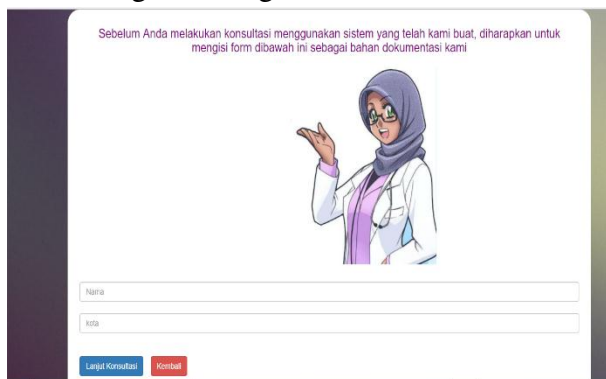 Sebelum Anda melakukan konsultasi menggunakan sistem yang telah kami buat, diharapkan untuk
mengisi form dibawah ini sebagai bahan dokumentasi kami
Nama
kota
Lanjut Konsultasi Kembali